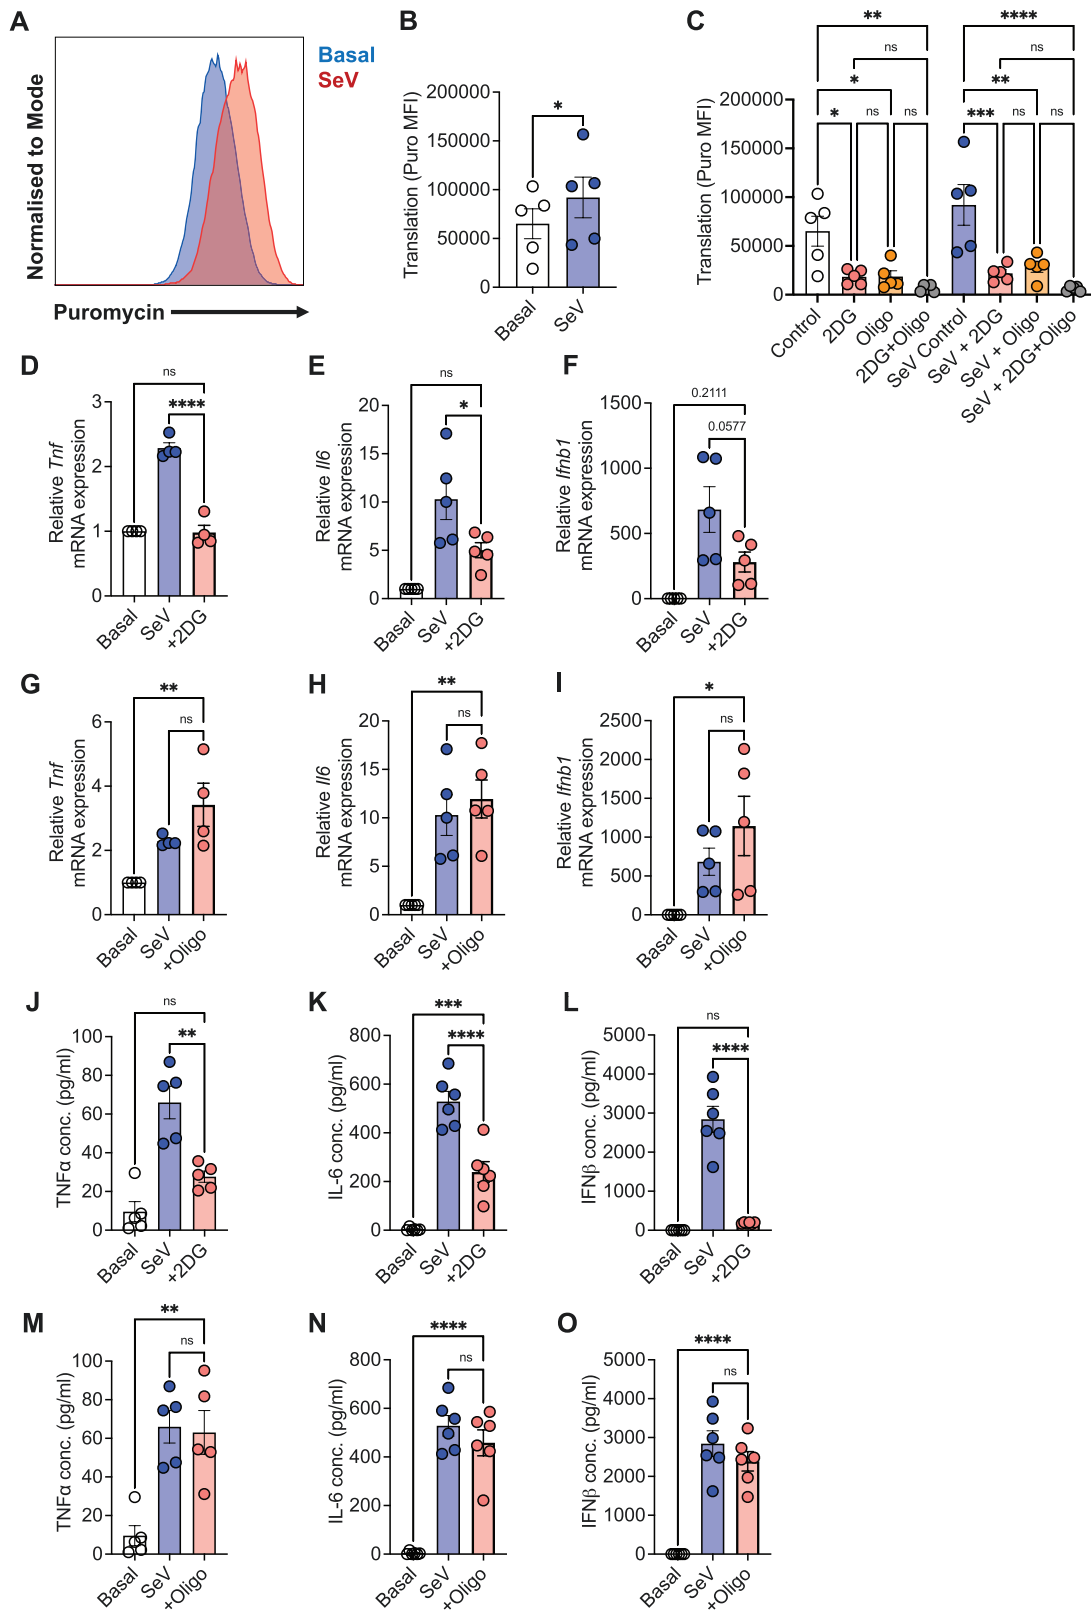 A
Basal
SeV
Normalised to Mode
Puromycin
B
Translation (Puro MFI)
200000
150000
100000
50000
0
*
Basal
SeV
C
Translation (Puro MFI)
200000
150000
100000
50000
0
** ****
ns ns
* **
* ns ns *** ns ns
Control
2DG
Oligo
2DG+Oligo
SeV Control
SeV + 2DG
SeV + Oligo
SeV + 2DG+Oligo
D
Relative Tnf
mRNA expression
3
2
1
0
ns
****
Basal
SeV
+2DG
E
Relative Il6
mRNA expression
20
15
10
5
0
ns
*
Basal
SeV
+2DG
F
Relative Ifnb1
mRNA expression
1500
1000
500
0
0.2111
0.0577
Basal
SeV
+2DG
G
Relative Tnf
mRNA expression
6
4
2
0
**
ns
Basal
SeV
+Oligo
H
Relative Il6
mRNA expression
20
15
10
5
0
**
ns
Basal
SeV
+Oligo
I
Relative Ifnb1
mRNA expression
2500
2000
1500
1000
500
0
*
ns
Basal
SeV
+Oligo
J
TNFα conc. (pg/ml)
100
80
60
40
20
0
ns
**
Basal
SeV
+2DG
K
IL-6 conc. (pg/ml)
800
600
400
200
0
***
****
Basal
SeV
+2DG
L
IFNβ conc. (pg/ml)
5000
4000
3000
2000
1000
0
ns
****
Basal
SeV
+2DG
M
TNFα conc. (pg/ml)
100
80
60
40
20
0
**
ns
Basal
SeV
+Oligo
N
IL-6 conc. (pg/ml)
800
600
400
200
0
****
ns
Basal
SeV
+Oligo
O
IFNβ conc. (pg/ml)
5000
4000
3000
2000
1000
0
****
ns
Basal
SeV
+Oligo